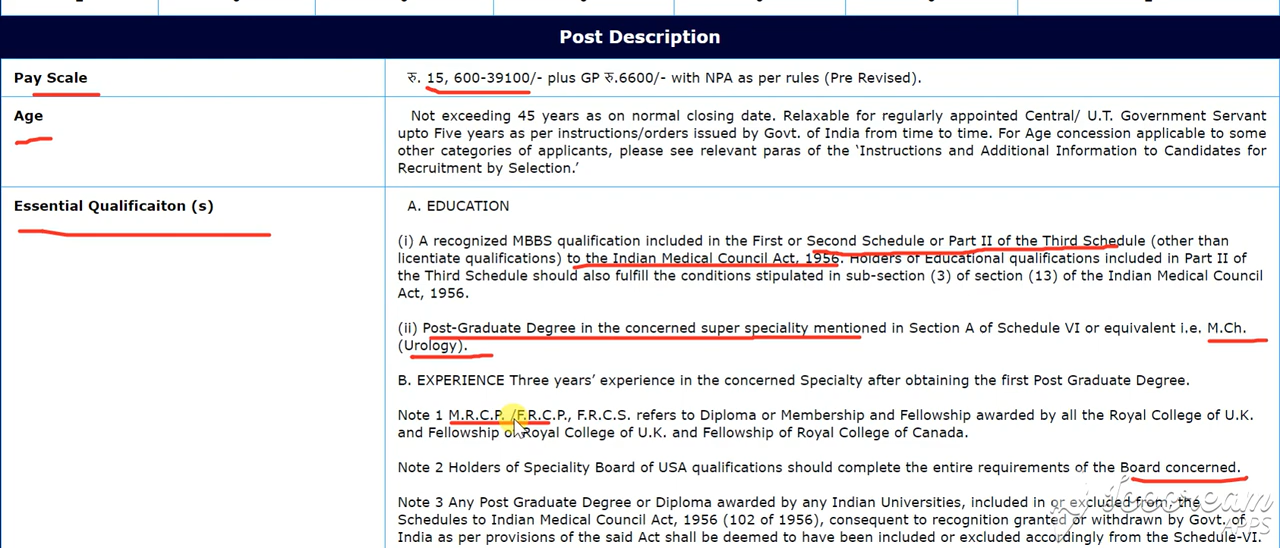 Post Description
Pay Scale
रु. 15, 600-39100/- plus GP रु.6600/- with NPA as per rules (Pre Revised).
Age
Not exceeding 45 years as on normal closing date. Relaxable for regularly appointed Central/ U.T. Government Servant
upto Five years as per instructions/orders issued by Govt. of India from time to time. For Age concession applicable to some
other categories of applicants, please see relevant paras of the ‘Instructions and Additional Information to Candidates for
Recruitment by Selection.’
Essential Qualificaiton (s)
A. EDUCATION
(i) A recognized MBBS qualification included in the First or Second Schedule or Part II of the Third Schedule (other than
licentiate qualifications) to the Indian Medical Council Act, 1956. Holders of Educational qualifications included in Part II of
the Third Schedule should also fulfill the conditions stipulated in sub-section (3) of section (13) of the Indian Medical Council
Act, 1956.
(ii) Post-Graduate Degree in the concerned super speciality mentioned in Section A of Schedule VI or equivalent i.e. M.Ch.
(Urology).
B. EXPERIENCE Three years’ experience in the concerned Specialty after obtaining the first Post Graduate Degree.
Note 1 M.R.C.P. /F.R.C.P., F.R.C.S. refers to Diploma or Membership and Fellowship awarded by all the Royal College of U.K.
and Fellowship of Royal College of U.K. and Fellowship of Royal College of Canada.
Note 2 Holders of Speciality Board of USA qualifications should complete the entire requirements of the Board concerned.
Note 3 Any Post Graduate Degree or Diploma awarded by any Indian Universities, included in or excluded from, the
Schedules to Indian Medical Council Act, 1956 (102 of 1956), consequent to recognition granted or withdrawn by Govt. of
India as per provisions of the said Act shall be deemed to have been included or excluded accordingly from the Schedule-VI.
APPS